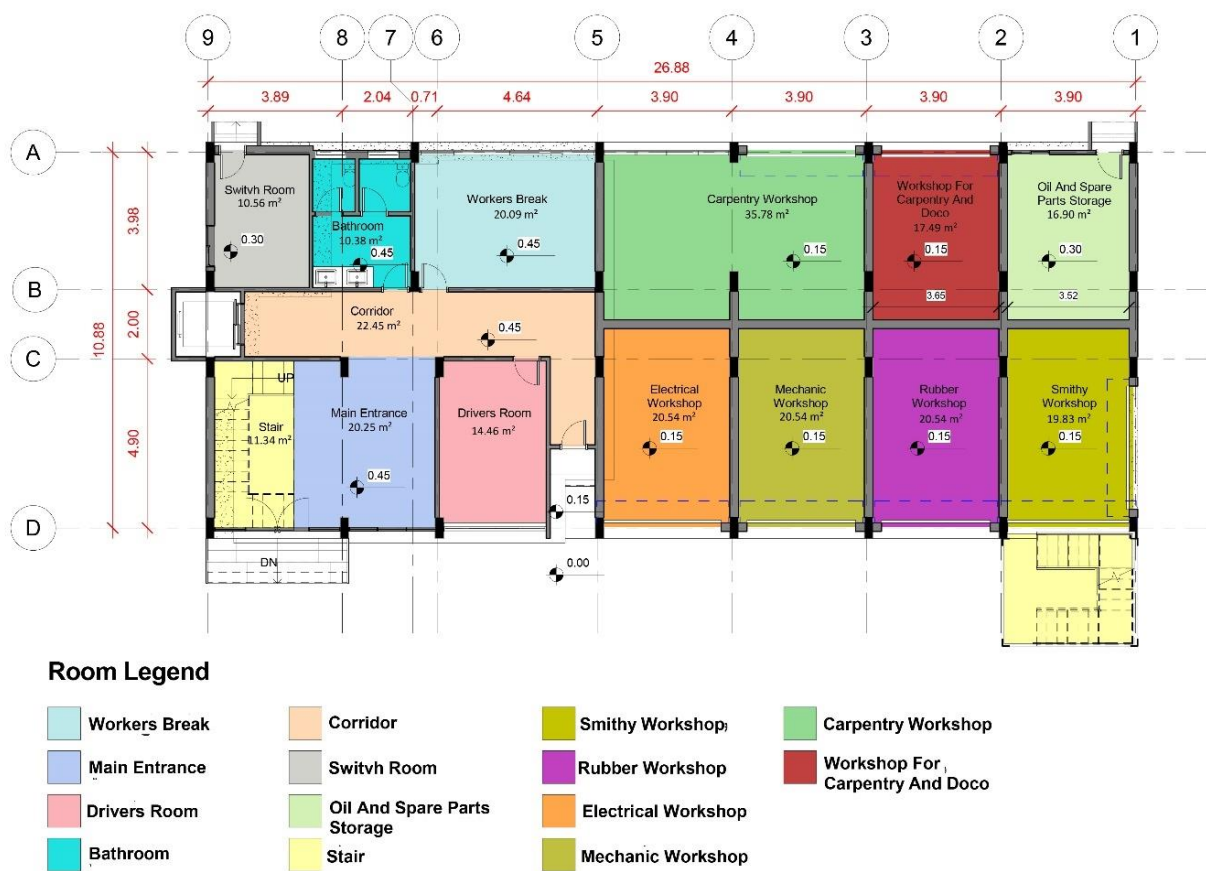 9 8 7 6 5 4 3 2 1
26.88
3.89 2.04 0.71 4.64 3.90 3.90 3.90 3.90
A
B
C
D
10.88
3.98
2.00
4.90
Switvh Room
10.56 m²
0.30
Bathroom
10.38 m²
0.45
Workers Break
20.09 m²
0.45
Carpentry Workshop
35.78 m²
0.15
Workshop For
Carpentry And
Doco
17.49 m²
0.15
3.65
Oil And Spare
Parts Storage
16.90 m²
0.30
3.52
Corridor
22.45 m²
0.45
UP
Stair
11.34 m²
Main Entrance
20.25 m²
0.45
Drivers Room
14.46 m²
0.15
0.00
DN
Electrical
Workshop
20.54 m²
0.15
Mechanic
Workshop
20.54 m²
0.15
Rubber
Workshop
20.54 m²
0.15
Smithy
Workshop
19.83 m²
0.15
Room Legend
Workers Break
Main Entrance
Drivers Room
Bathroom
Corridor
Switvh Room
Oil And Spare Parts
Storage
Stair
Smithy Workshop
Rubber Workshop
Electrical Workshop
Mechanic Workshop
Carpentry Workshop
Workshop For
Carpentry And Doco